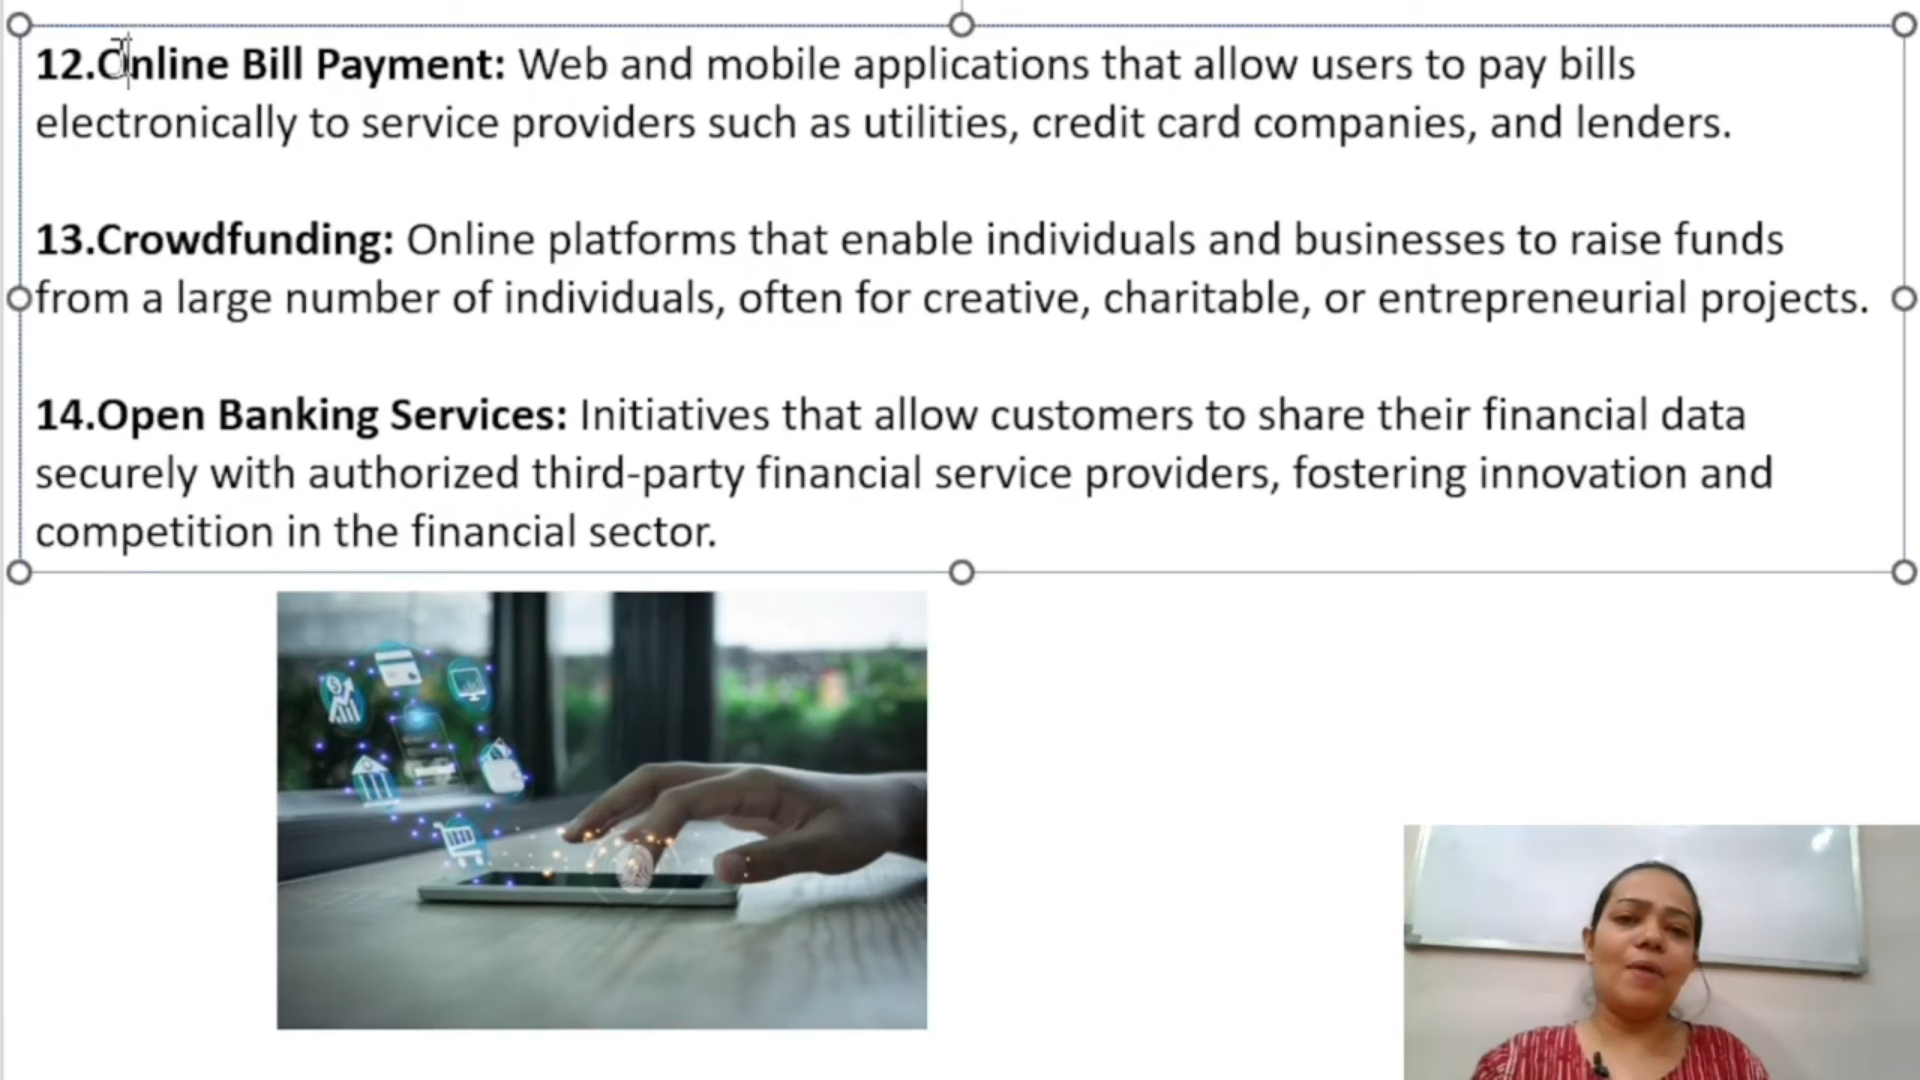 12.Online Bill Payment: Web and mobile applications that allow users to pay bills
electronically to service providers such as utilities, credit card companies, and lenders.
13.Crowdfunding: Online platforms that enable individuals and businesses to raise funds
from a large number of individuals, often for creative, charitable, or entrepreneurial projects.
14.Open Banking Services: Initiatives that allow customers to share their financial data
securely with authorized third-party financial service providers, fostering innovation and
competition in the financial sector.